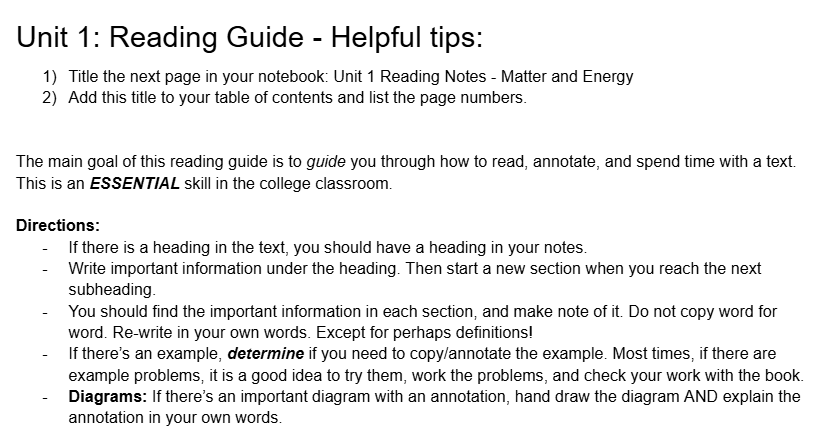 Unit 1: Reading Guide - Helpful tips:
1) Title the next page in your notebook: Unit 1 Reading Notes - Matter and Energy
2) Add this title to your table of contents and list the page numbers.
The main goal of this reading guide is to guide you through how to read, annotate, and spend time with a text.
This is an ESSENTIAL skill in the college classroom.
Directions:
- If there is a heading in the text, you should have a heading in your notes.
- Write important information under the heading. Then start a new section when you reach the next
subheading.
- You should find the important information in each section, and make note of it. Do not copy word for
word. Re-write in your own words. Except for perhaps definitions!
- If there's an example, determine if you need to copy/annotate the example. Most times, if there are
example problems, it is a good idea to try them, work the problems, and check your work with the book.
- Diagrams: If there's an important diagram with an annotation, hand draw the diagram AND explain the
annotation in your own words.